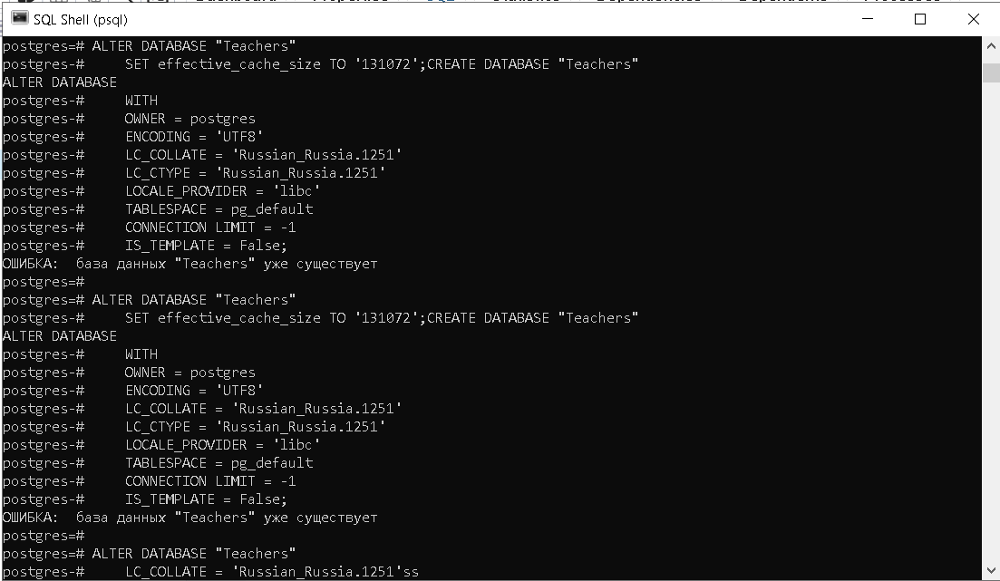 SQL Shell (psql)
postgres=# ALTER DATABASE "Teachers"
postgres-#     SET effective_cache_size TO '131072';CREATE DATABASE "Teachers"
ALTER DATABASE
postgres-#     WITH
postgres-#     OWNER = postgres
postgres-#     ENCODING = 'UTF8'
postgres-#     LC_COLLATE = 'Russian_Russia.1251'
postgres-#     LC_CTYPE = 'Russian_Russia.1251'
postgres-#     LOCALE_PROVIDER = 'libc'
postgres-#     TABLESPACE = pg_default
postgres-#     CONNECTION LIMIT = -1
postgres-#     IS_TEMPLATE = False;
ОШИБКА:  база данных "Teachers" уже существует
postgres=#
postgres=# ALTER DATABASE "Teachers"
postgres-#     SET effective_cache_size TO '131072';CREATE DATABASE "Teachers"
ALTER DATABASE
postgres-#     WITH
postgres-#     OWNER = postgres
postgres-#     ENCODING = 'UTF8'
postgres-#     LC_COLLATE = 'Russian_Russia.1251'
postgres-#     LC_CTYPE = 'Russian_Russia.1251'
postgres-#     LOCALE_PROVIDER = 'libc'
postgres-#     TABLESPACE = pg_default
postgres-#     CONNECTION LIMIT = -1
postgres-#     IS_TEMPLATE = False;
ОШИБКА:  база данных "Teachers" уже существует
postgres=#
postgres=# ALTER DATABASE "Teachers"
postgres-#     LC_COLLATE = 'Russian_Russia.1251'ss